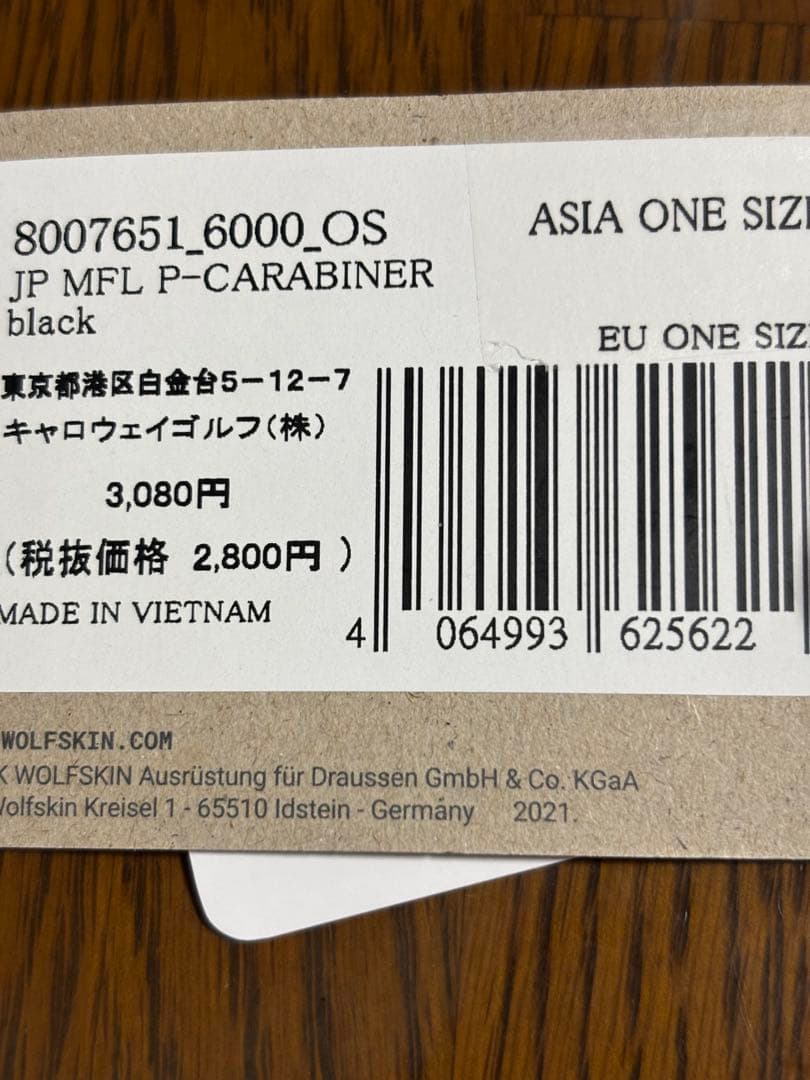 8007651_6000_OS
JP MFL P-CARABINER
black
ASIA ONE SIZE
EU ONE SIZ
東京都港区白金台5-12-7
キャロウェイゴルフ(株)
3,080円
(税抜価格 2,800円 )
MADE IN VIETNAM
4 064993 625622
WOLFSKIN.COM
K WOLFSKIN Ausrüstung für Draussen GmbH & Co. KGaA
Wolfskin Kreisel 1 - 65510 Idstein - Germany 2021.